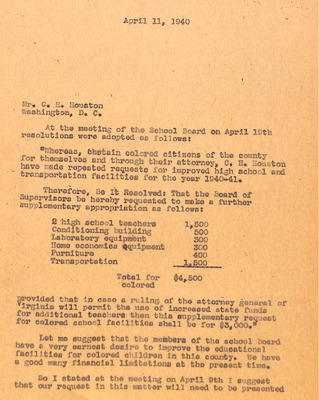 April 11, 1940
Mr. C. H. Houston
Washington, D. C.
At the meeting of the School Board on April 19th
resolutions were adopted as follows:
"Whereas, certain colored citizens of the county
for themselves and through their attorney, C. H. Houston
have made repeated requests for improved high school and
transportation facilities for the year 1940-41.
Therefore, Be it Resolved: That the Board of
Supervisors be hereby requested to make a further
supplementary appropriation as follows:
2 high school teachers 1,500
Conditioning building 500
Laboratory equipment 300
Home economics equipment 300
Furniture 400
Transportation 1,500
Total for $4,500
colored
provided that in case a ruling of the attorney general of
Virginia will permit the use of increased state funds
for additional teachers then this supplementary request
for colored school facilities shall be for $3,000."
Let me suggest that the members of the school board
have a very earnest desire to improve the educational
facilities for colored children in this county. We have
a good many financial limitations at the present time.
So I stated at the meeting on April 9th I suggest
that our request in this matter will need to be presented